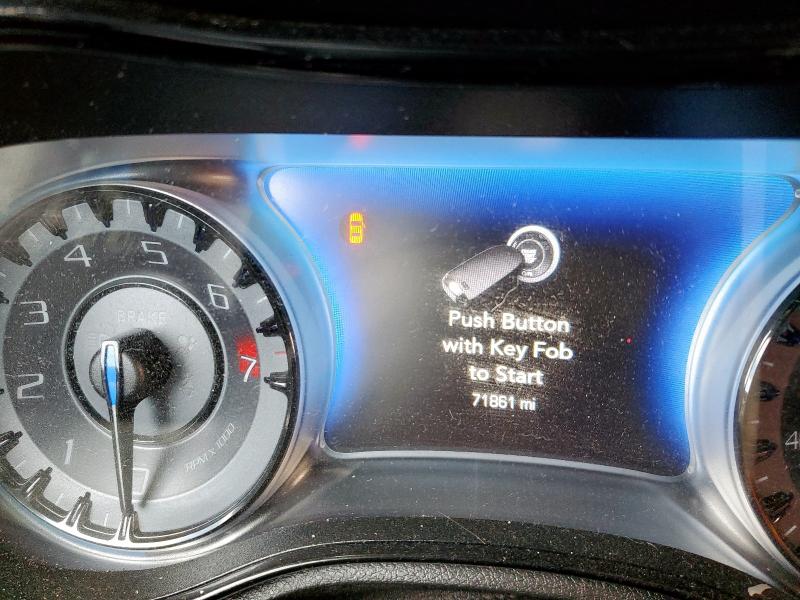 BRAKE
1
2
3
4
5
6
7
RPM X 1000
Push Button
with Key Fob
to Start
71861 mi
4